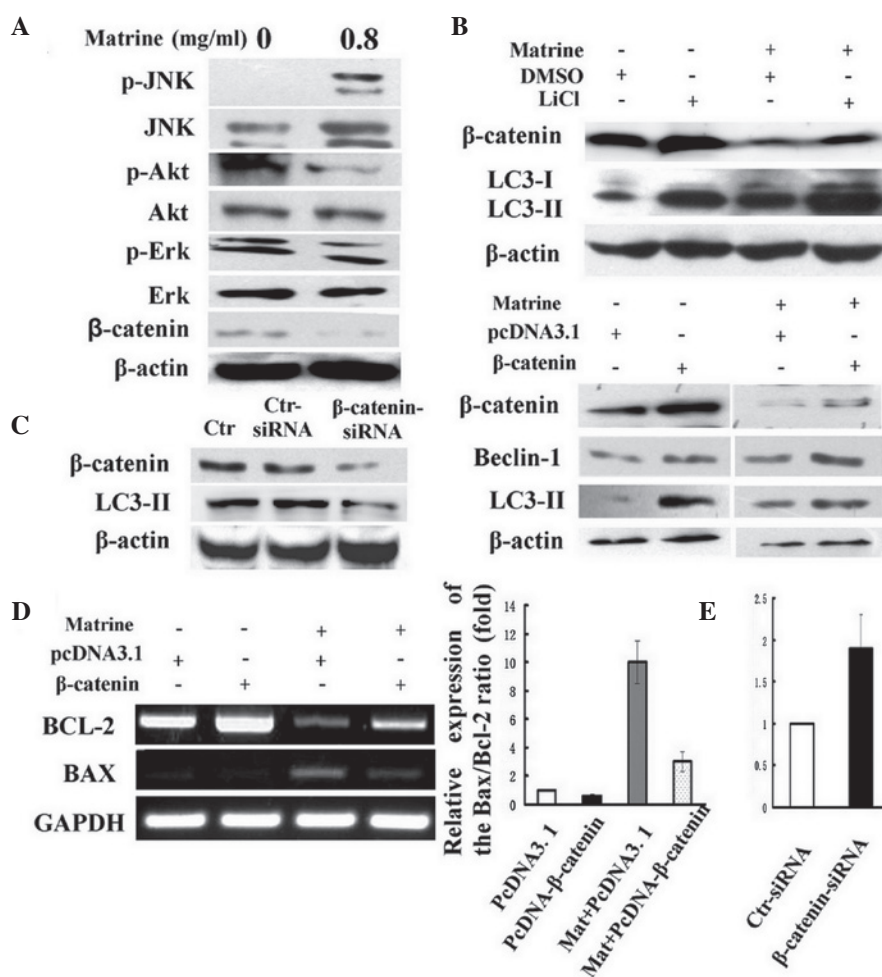 A
Matrine (mg/ml) 0 0.8
p-JNK
JNK
p-Akt
Akt
p-Erk
Erk
β-catenin
β-actin
B
Matrine - - + +
DMSO + - + -
LiCl - + - +
β-catenin
LC3-I
LC3-II
β-actin
Matrine - - + +
pcDNA3.1 + - + -
β-catenin - + - +
β-catenin
Beclin-1
LC3-II
β-actin
C
Ctr Ctr-siRNA β-catenin-siRNA
β-catenin
LC3-II
β-actin
D
Matrine - - + +
pcDNA3.1 + - + -
β-catenin - + - +
BCL-2
BAX
GAPDH
Relative expression of
the Bax/Bcl-2 ratio (fold)
14
12
10
8
6
4
2
0
PcDNA3. 1
PcDNA-β-catenin
Mat+PcDNA3. 1
Mat+PcDNA-β-catenin
E
2.5
2
1.5
1
0.5
0
Ctr-siRNA
β-catenin-siRNA